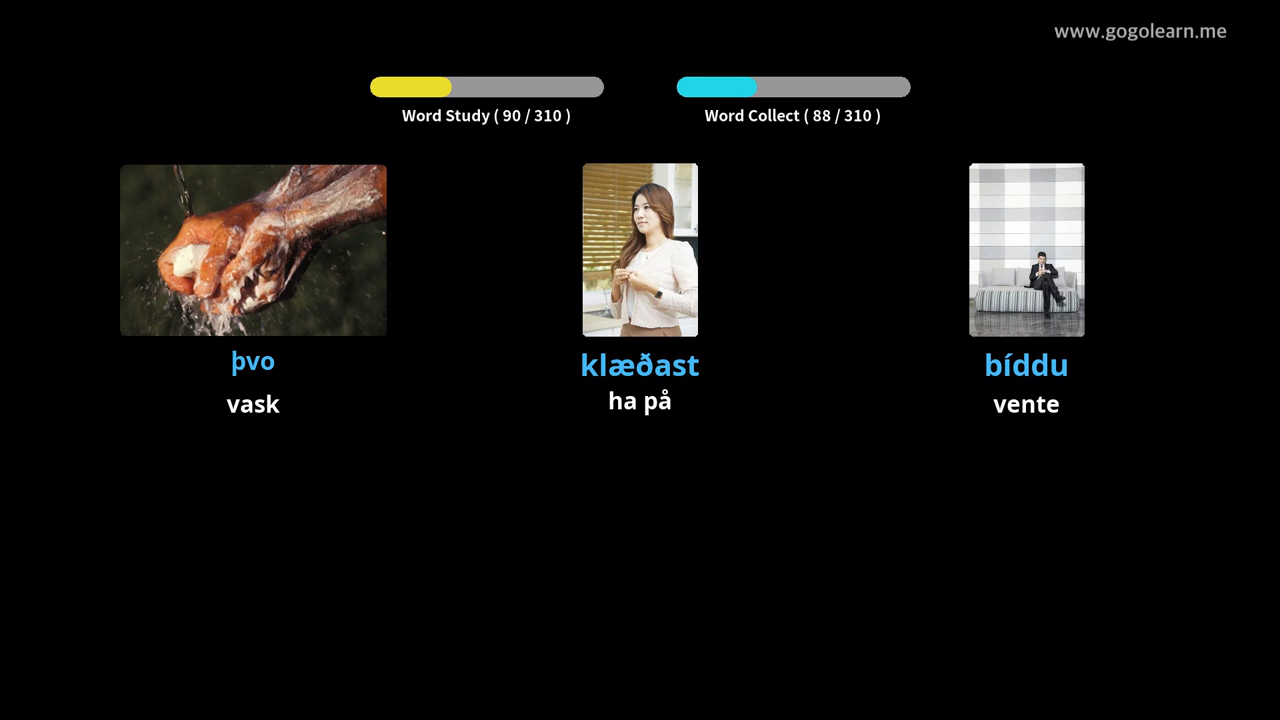 www.gogolearn.me
Word Study ( 90 / 310 )
Word Collect ( 88 / 310 )
þvo
klæðast
bíddu
vask
ha på
vente